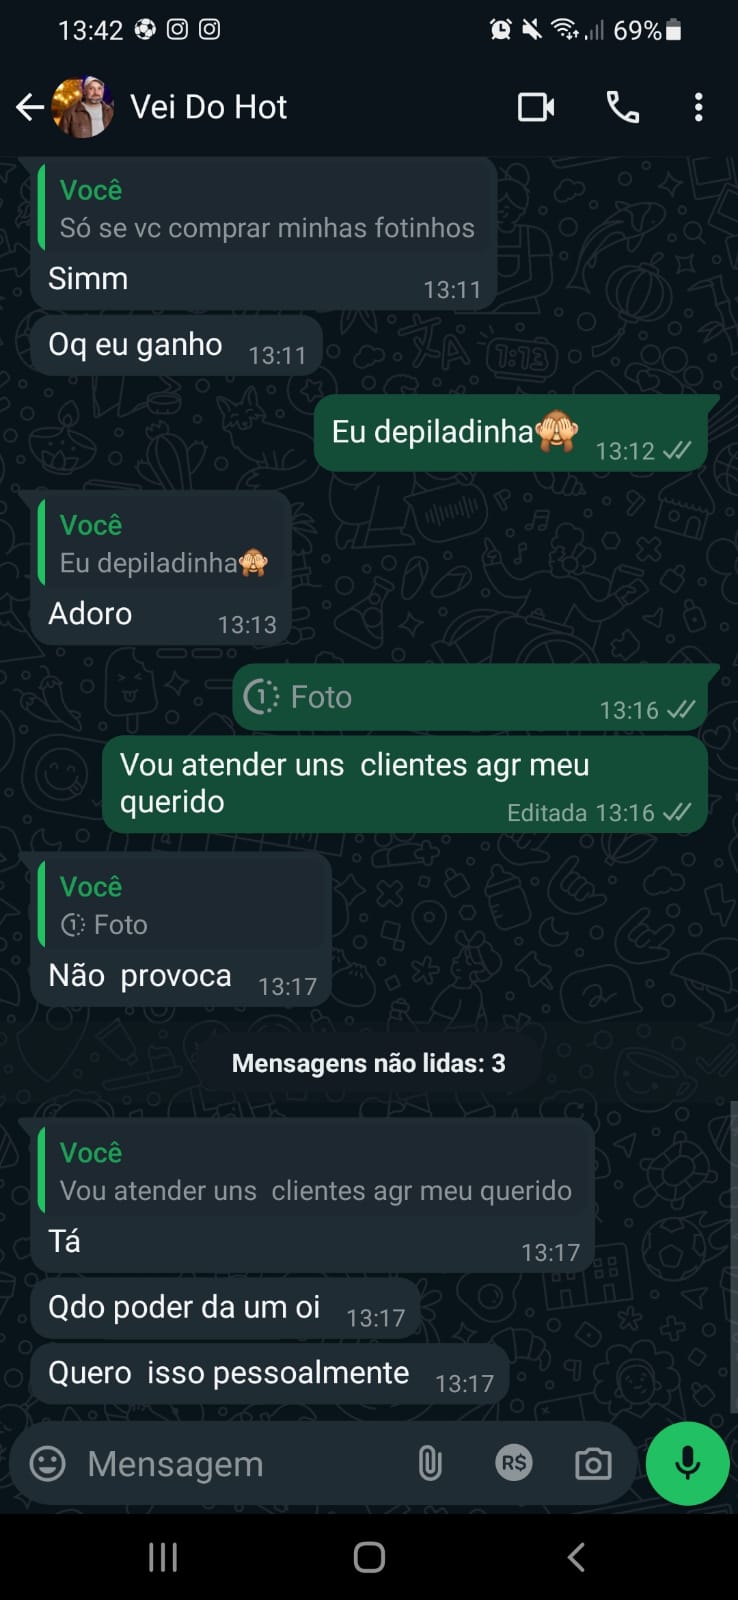 13:42
69%
Vei Do Hot
Você
Só se vc comprar minhas fotinhos
Simm
13:11
Oq eu ganho 13:11
Eu depiladinha🙈
13:12
Você
Eu depiladinha🙈
Adoro
13:13
Foto
13:16
Vou atender uns clientes agr meu
querido
Editada 13:16
Você
Foto
Não provoca 13:17
Mensagens não lidas: 3
Você
Vou atender uns clientes agr meu querido
Tá
13:17
Qdo poder da um oi 13:17
Quero isso pessoalmente 13:17
Mensagem R$